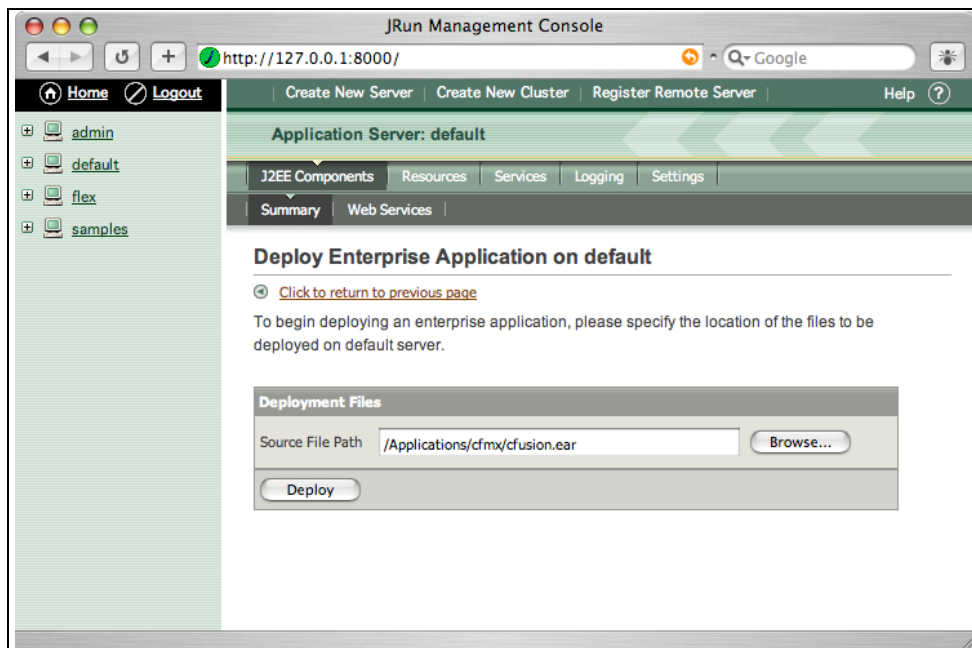 JRun Management Console
http://127.0.0.1:8000/ Google
Home Logout Create New Server Create New Cluster Register Remote Server Help ?
admin
default
flex
samples
Application Server: default
J2EE Components Resources Services Logging Settings
Summary Web Services
Deploy Enterprise Application on default
Click to return to previous page
To begin deploying an enterprise application, please specify the location of the files to be
deployed on default server.
Deployment Files
Source File Path /Applications/cfmx/cfusion.ear Browse...
Deploy